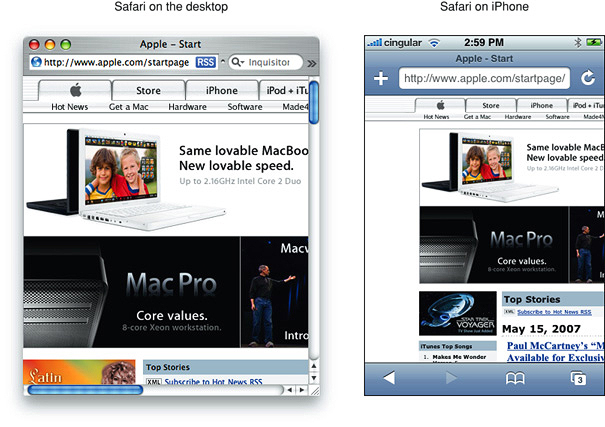 Safari on the desktop
Apple – Start
http://www.apple.com/startpage RSS Inquisitor
Store iPhone iPod + iTu
Hot News Get a Mac Hardware Software Made4
Same lovable MacBoo
New lovable speed.
Up to 2.16GHz Intel Core 2 Duo
Mac Pro
Core values.
8-core Xeon workstation.
Macw
Intro
Latin
Top Stories
XML Subscribe to Hot News RSS
Safari on iPhone
cingular 2:59 PM
Apple - Start
http://www.apple.com/startpage/
Store iPhone iPod + iTu
Hot News Get a Mac Hardware Software Made4
Same lovable MacB
New lovable speed.
Up to 2.16GHz Intel Core 2 D
Mac Pro
Core values.
8-core Xeon workstation.
STAR TREK
VOYAGER
TV Show Just Added
Top Stories
XML Subscribe to Hot News RSS
May 15, 2007
iTunes Top Songs
1. Makes Me Wonder
Paul McCartney's "M
Available for Exclusiv
3